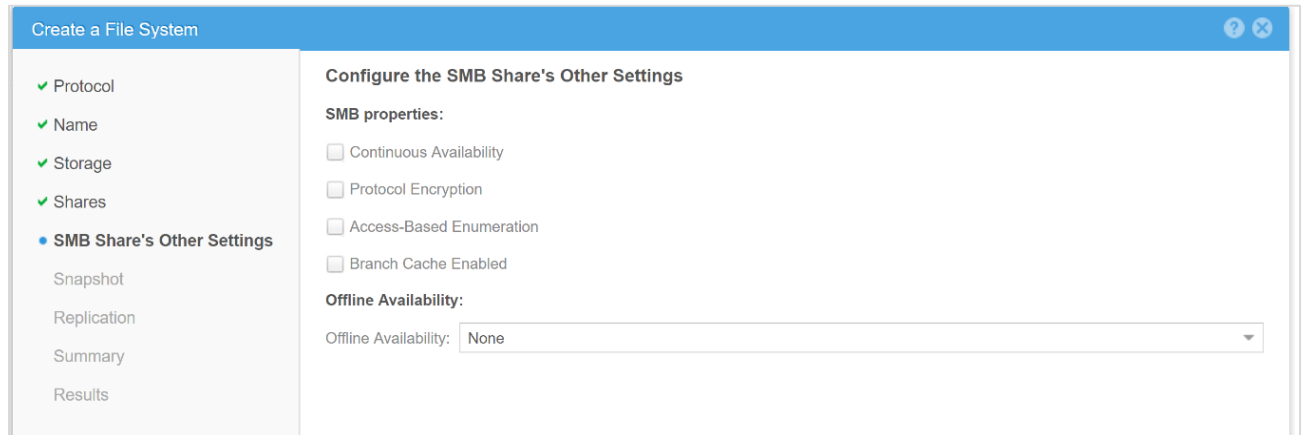 Create a File System
Protocol
Name
Storage
Shares
SMB Share's Other Settings
Snapshot
Replication
Summary
Results
Configure the SMB Share's Other Settings
SMB properties:
Continuous Availability
Protocol Encryption
Access-Based Enumeration
Branch Cache Enabled
Offline Availability:
Offline Availability: None